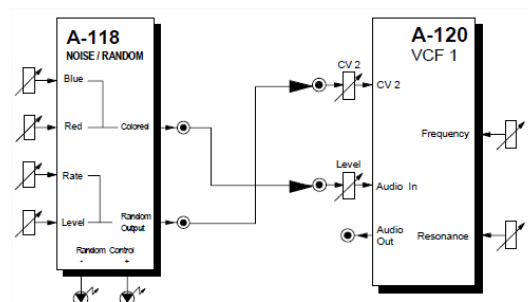 A-118
NOISE / RANDOM
Blue
Red
Colored
Rate
Level
Random
Output
Random Control
- +
A-120
VCF 1
CV 2
CV 2
Frequency
Level
Audio In
Audio
Out
Resonance